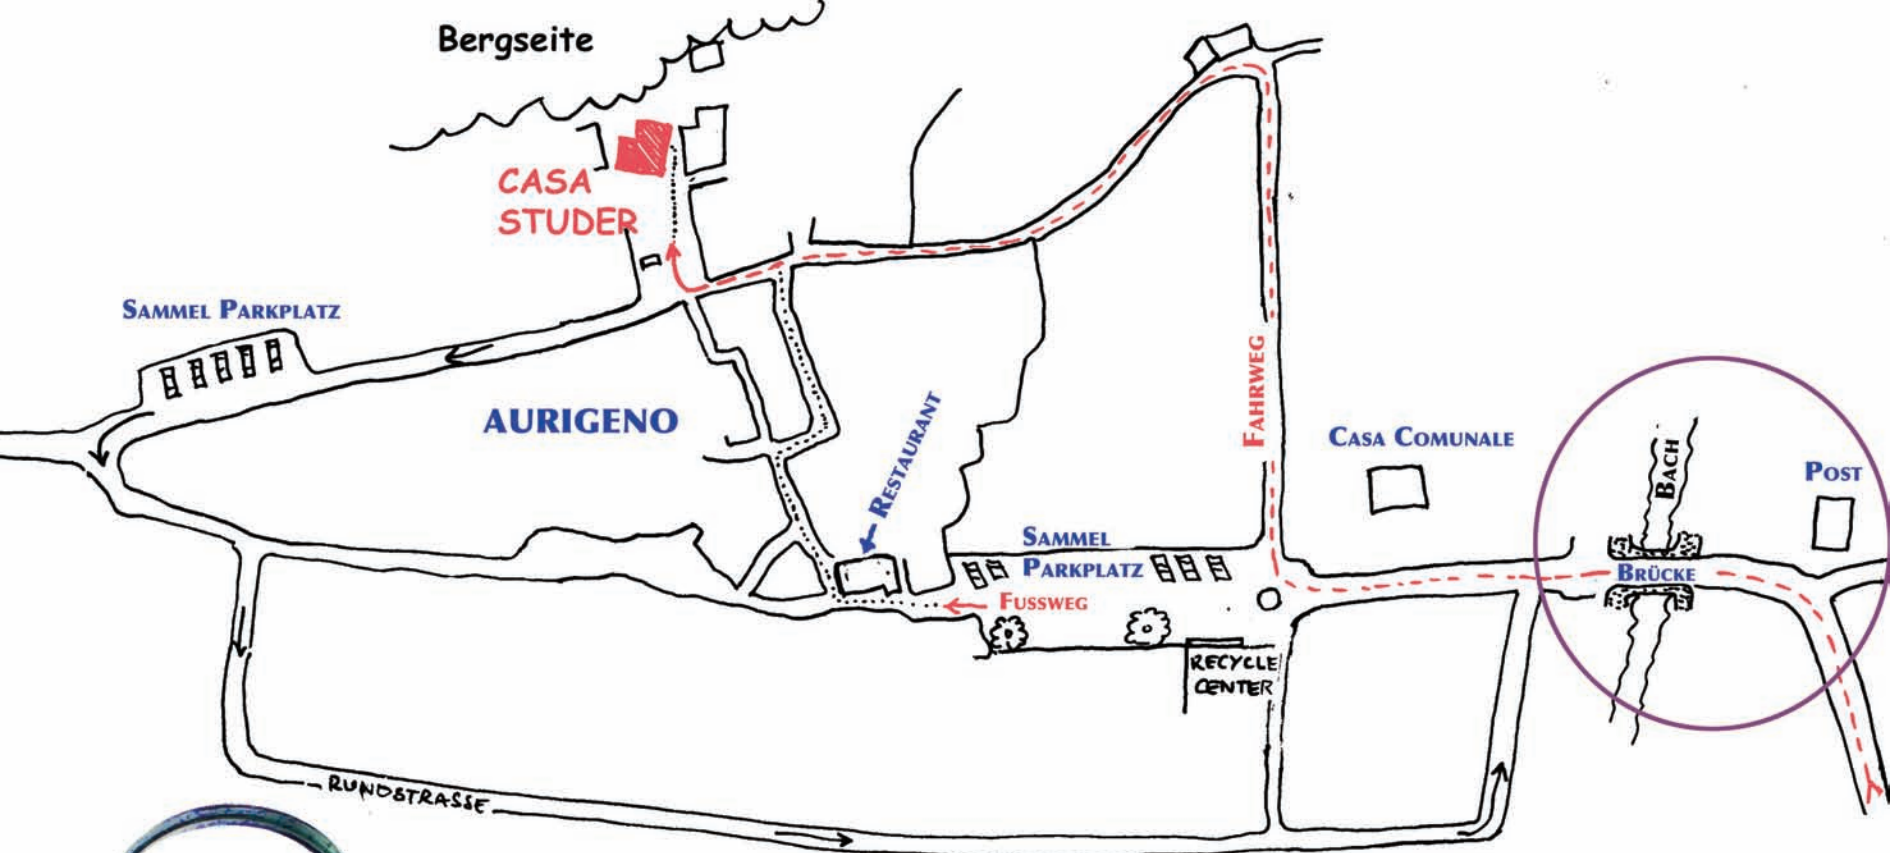 Bergseite
CASA
STUDER
SAMMEL PARKPLATZ
AURIGENO
RESTAURANT
FAHRWEG
CASA COMUNALE
BACH
POST
SAMMEL
PARKPLATZ
BRÜCKE
FUSSWEG
RECYCLE
CENTER
RUNDSTRASSE